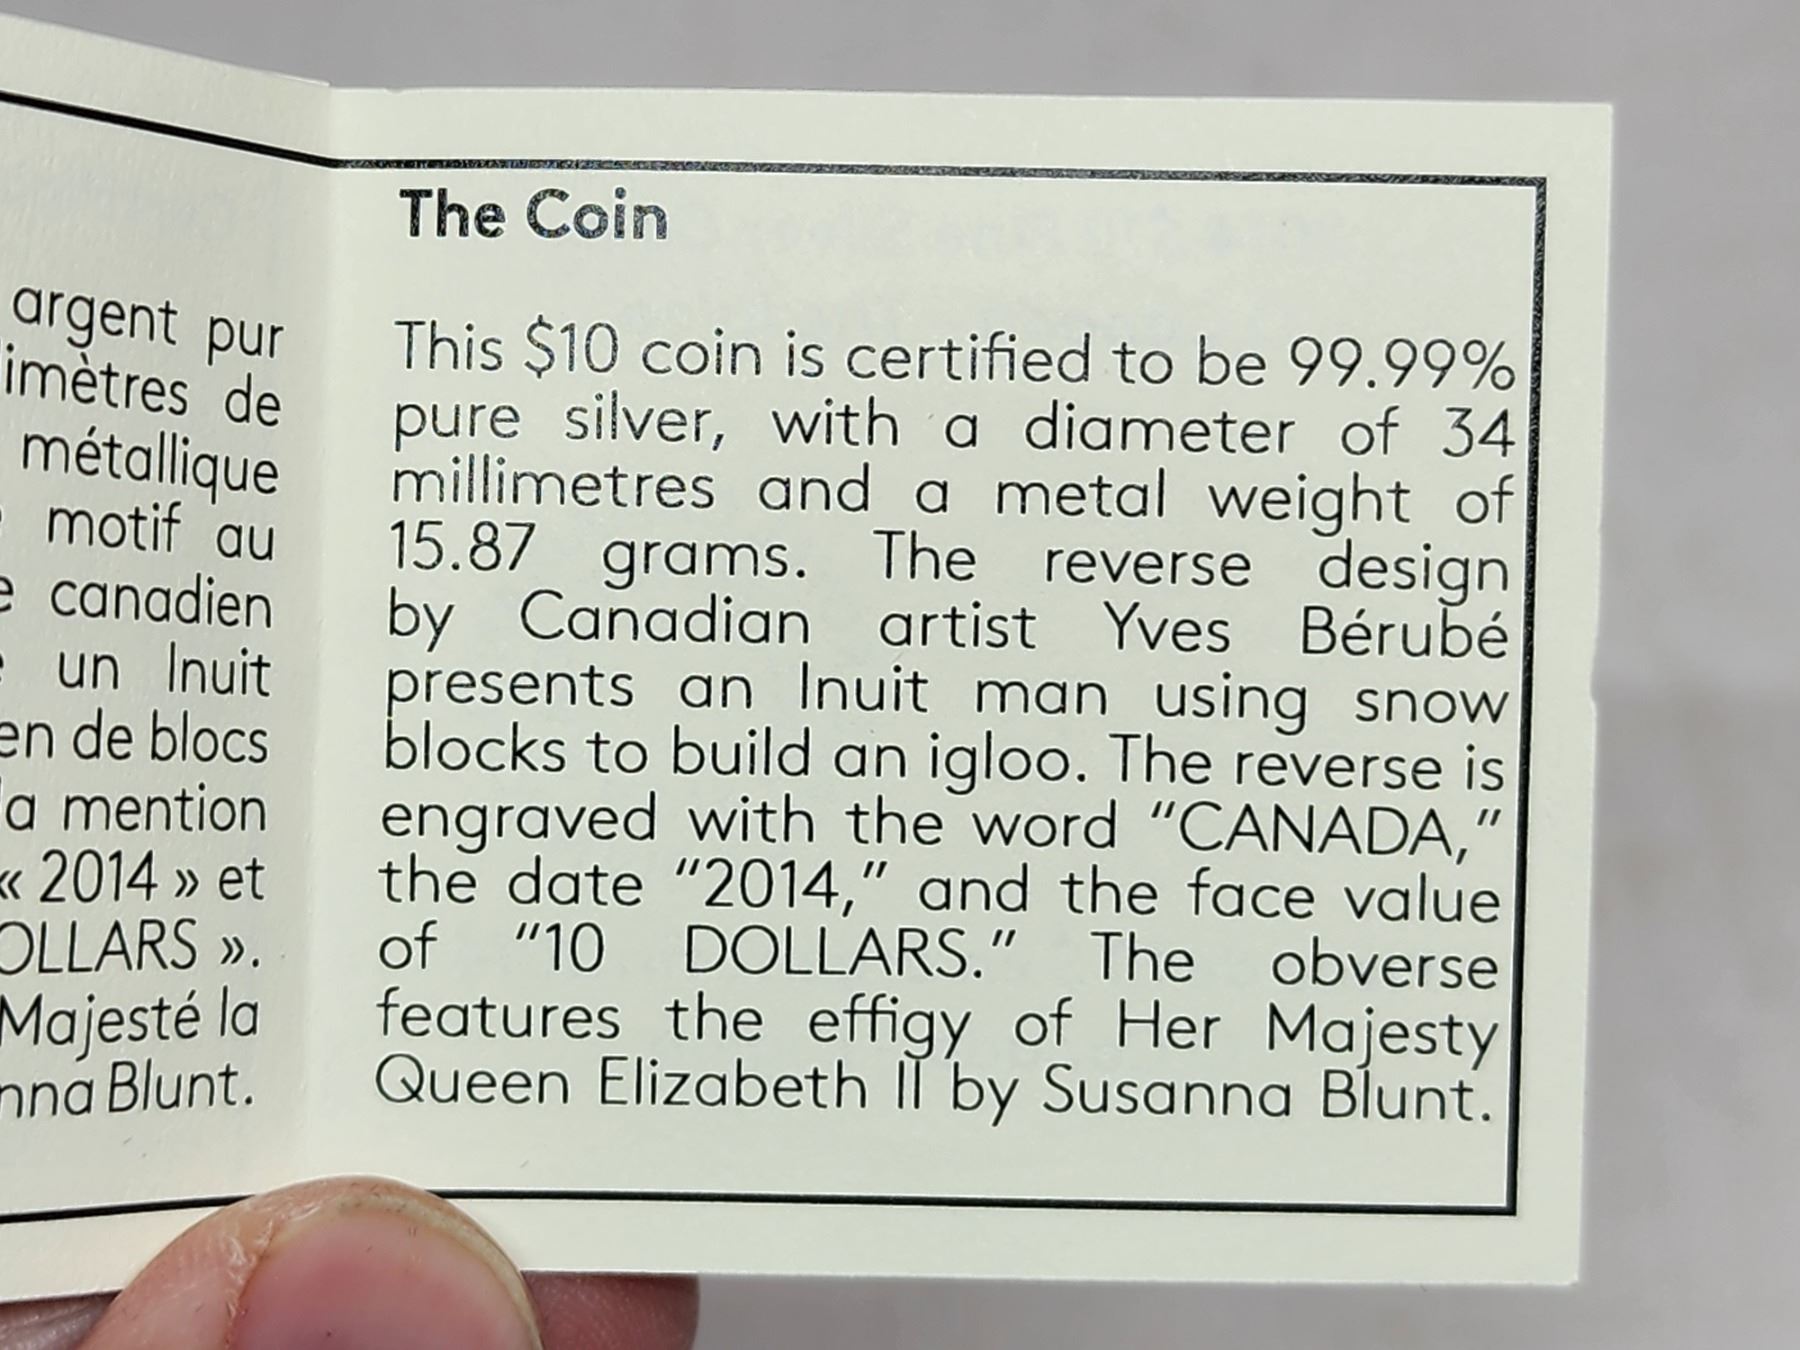 argent pur
de
métallique
motif au
canadien
un Inuit
de blocs
mention
« 2014 » et
».
Majesté la
Blunt.
The Coin
This $10 coin is certified to be 99.99%
pure silver, with a diameter of 34
millimetres and a metal weight of
15.87 grams. The reverse design
by Canadian artist Yves Bérubé
presents an Inuit man using snow
blocks to build an igloo. The reverse is
engraved with the word “CANADA,”
the date “2014,” and the face value
of “10 DOLLARS.” The obverse
features the effigy of Her Majesty
Queen Elizabeth II by Susanna Blunt.